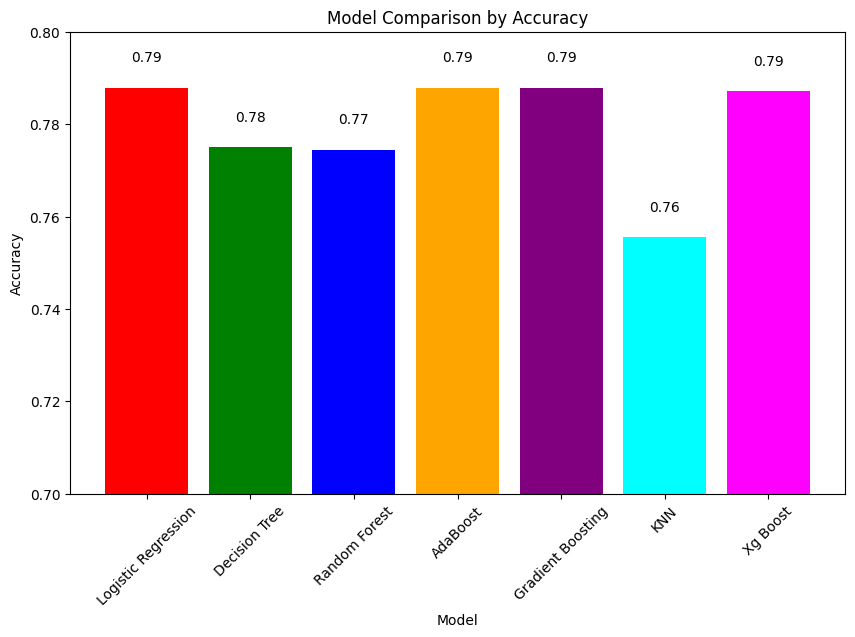 Model Comparison by Accuracy
0.80
0.79
0.79
0.79
0.79
0.78
0.77
0.78
0.76
0.76
0.74
0.72
0.70
Accuracy
Logistic Regression
Decision Tree
Random Forest
AdaBoost
Gradient Boosting
KNN
Xg Boost
Model